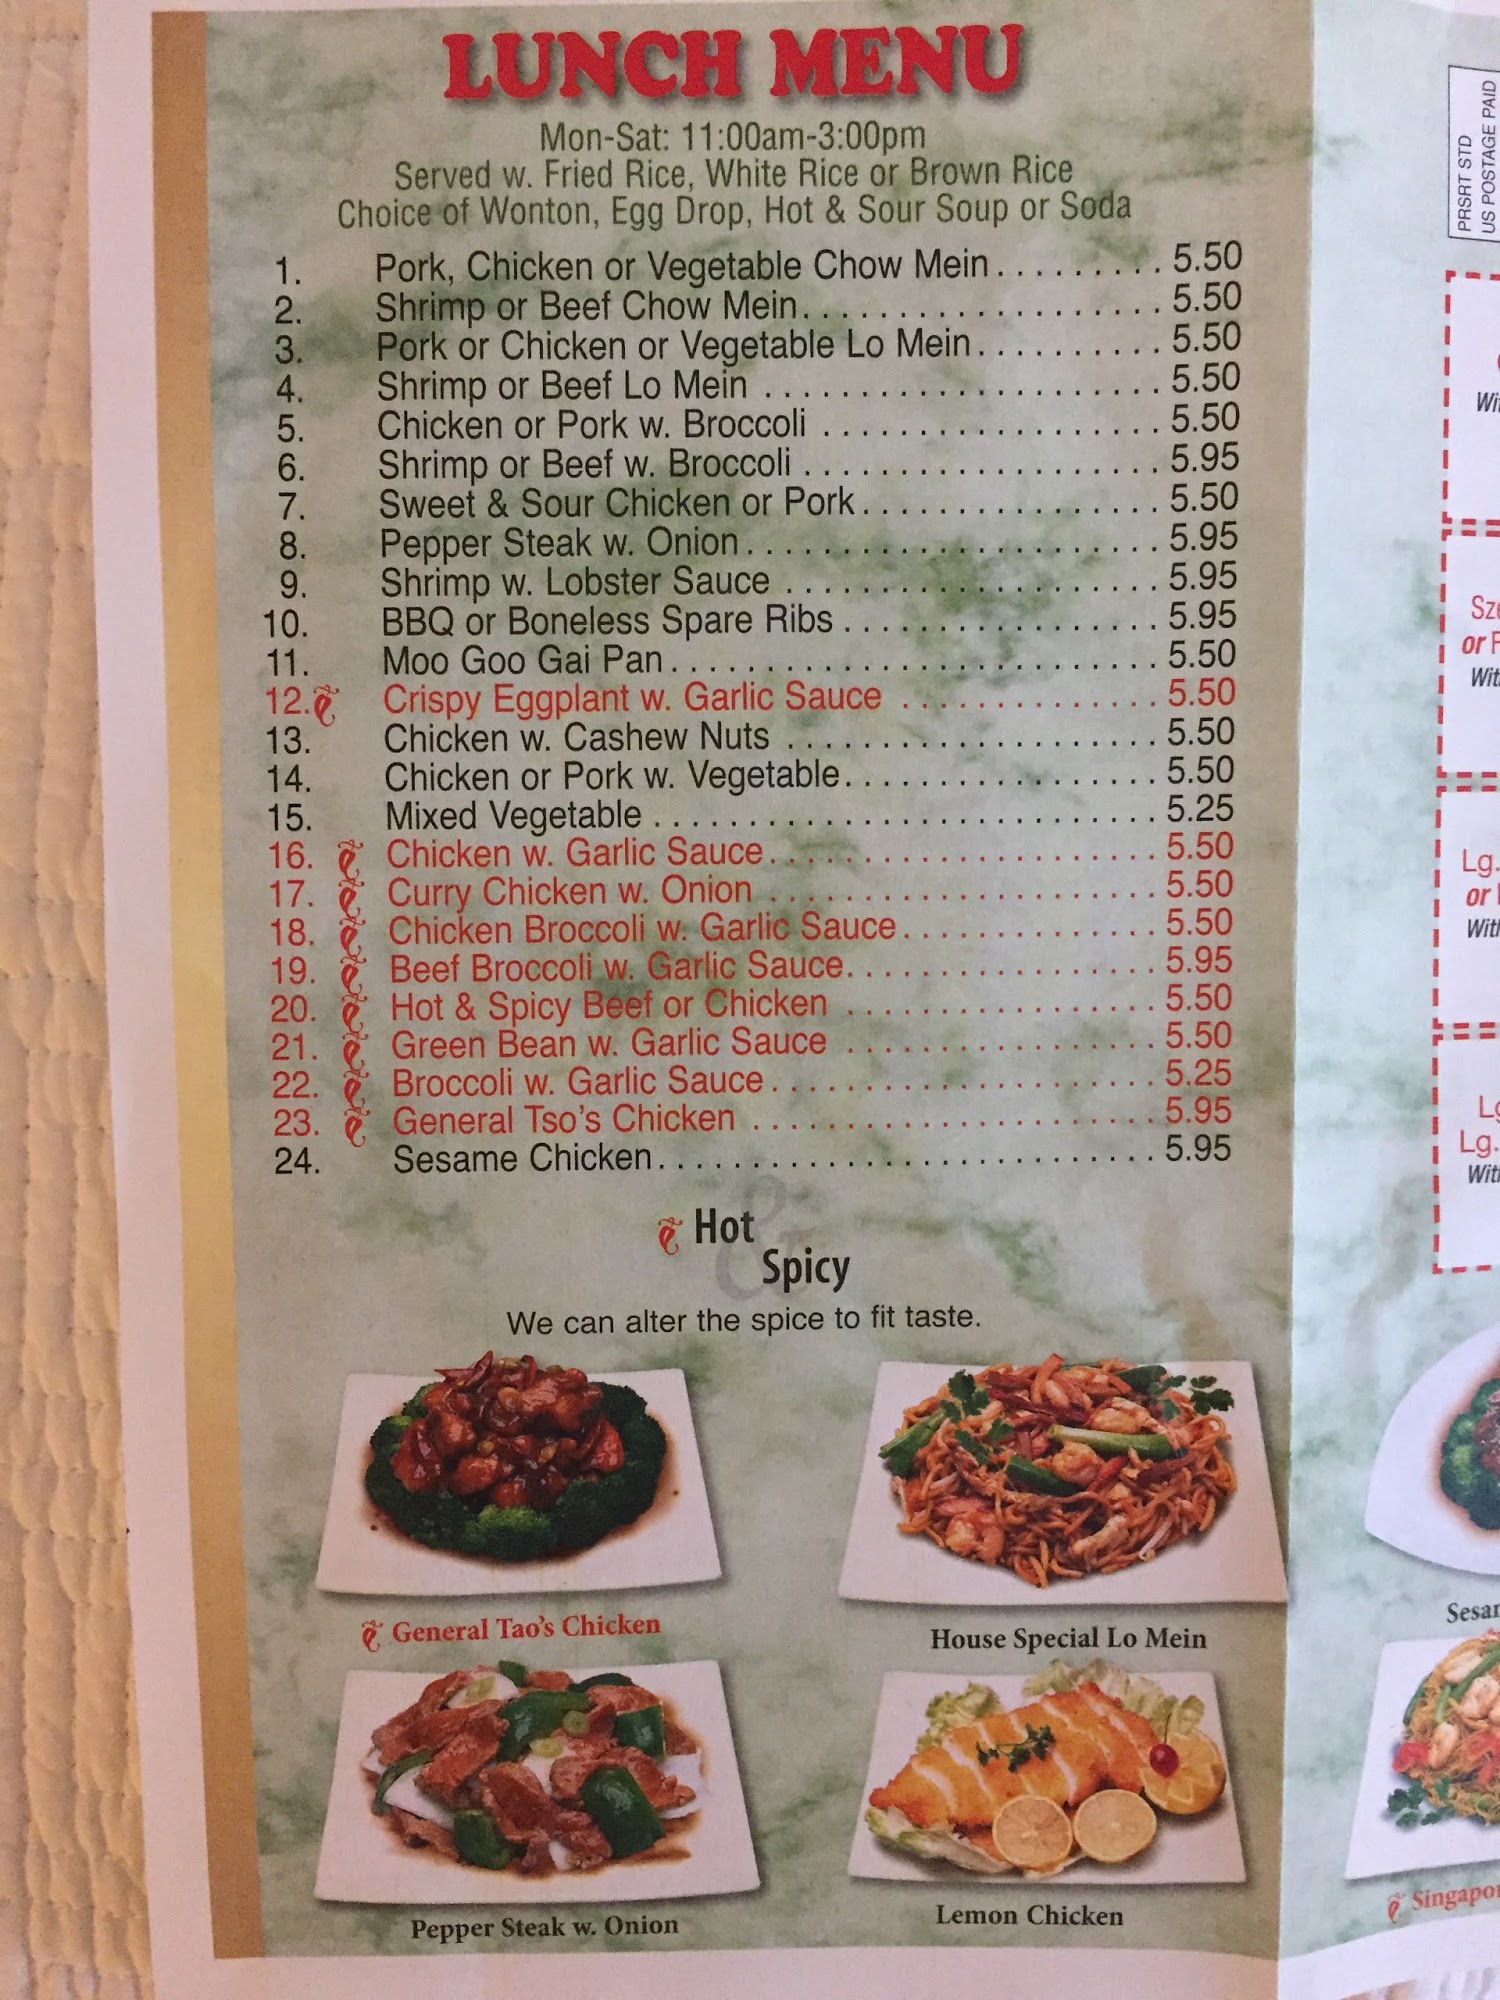 LUNCH MENU
Mon-Sat: 11:00am-3:00pm
Served w. Fried Rice, White Rice or Brown Rice
Choice of Wonton, Egg Drop, Hot & Sour Soup or Soda
1. Pork, Chicken or Vegetable Chow Mein......... 5.50
2. Shrimp or Beef Chow Mein................... 5.50
3. Pork or Chicken or Vegetable Lo Mein.......... 5.50
4. Shrimp or Beef Lo Mein ..................... 5.50
5. Chicken or Pork w. Broccoli .................. 5.50
6. Shrimp or Beef w. Broccoli ................... 5.95
7. Sweet & Sour Chicken or Pork................ 5.50
8. Pepper Steak w. Onion...................... 5.95
9. Shrimp w. Lobster Sauce .................... 5.95
10. BBQ or Boneless Spare Ribs ................. 5.95
11. Moo Goo Gai Pan.......................... 5.50
12. Crispy Eggplant w. Garlic Sauce .............. 5.50
13. Chicken w. Cashew Nuts .................... 5.50
14. Chicken or Pork w. Vegetable................. 5.50
15. Mixed Vegetable ........................... 5.25
16. Chicken w. Garlic Sauce..................... 5.50
17. Curry Chicken w. Onion ..................... 5.50
18. Chicken Broccoli w. Garlic Sauce.............. 5.50
19. Beef Broccoli w. Garlic Sauce................. 5.95
20. Hot & Spicy Beef or Chicken ................. 5.50
21. Green Bean w. Garlic Sauce ................. 5.50
22. Broccoli w. Garlic Sauce..................... 5.25
23. General Tso's Chicken ...................... 5.95
24. Sesame Chicken........................... 5.95
Hot
&
Spicy
We can alter the spice to fit taste.
General Tao's Chicken
House Special Lo Mein
Pepper Steak w. Onion
Lemon Chicken
PRSRT STD
US POSTAGE PAID
or
Lg.
or
Lg.